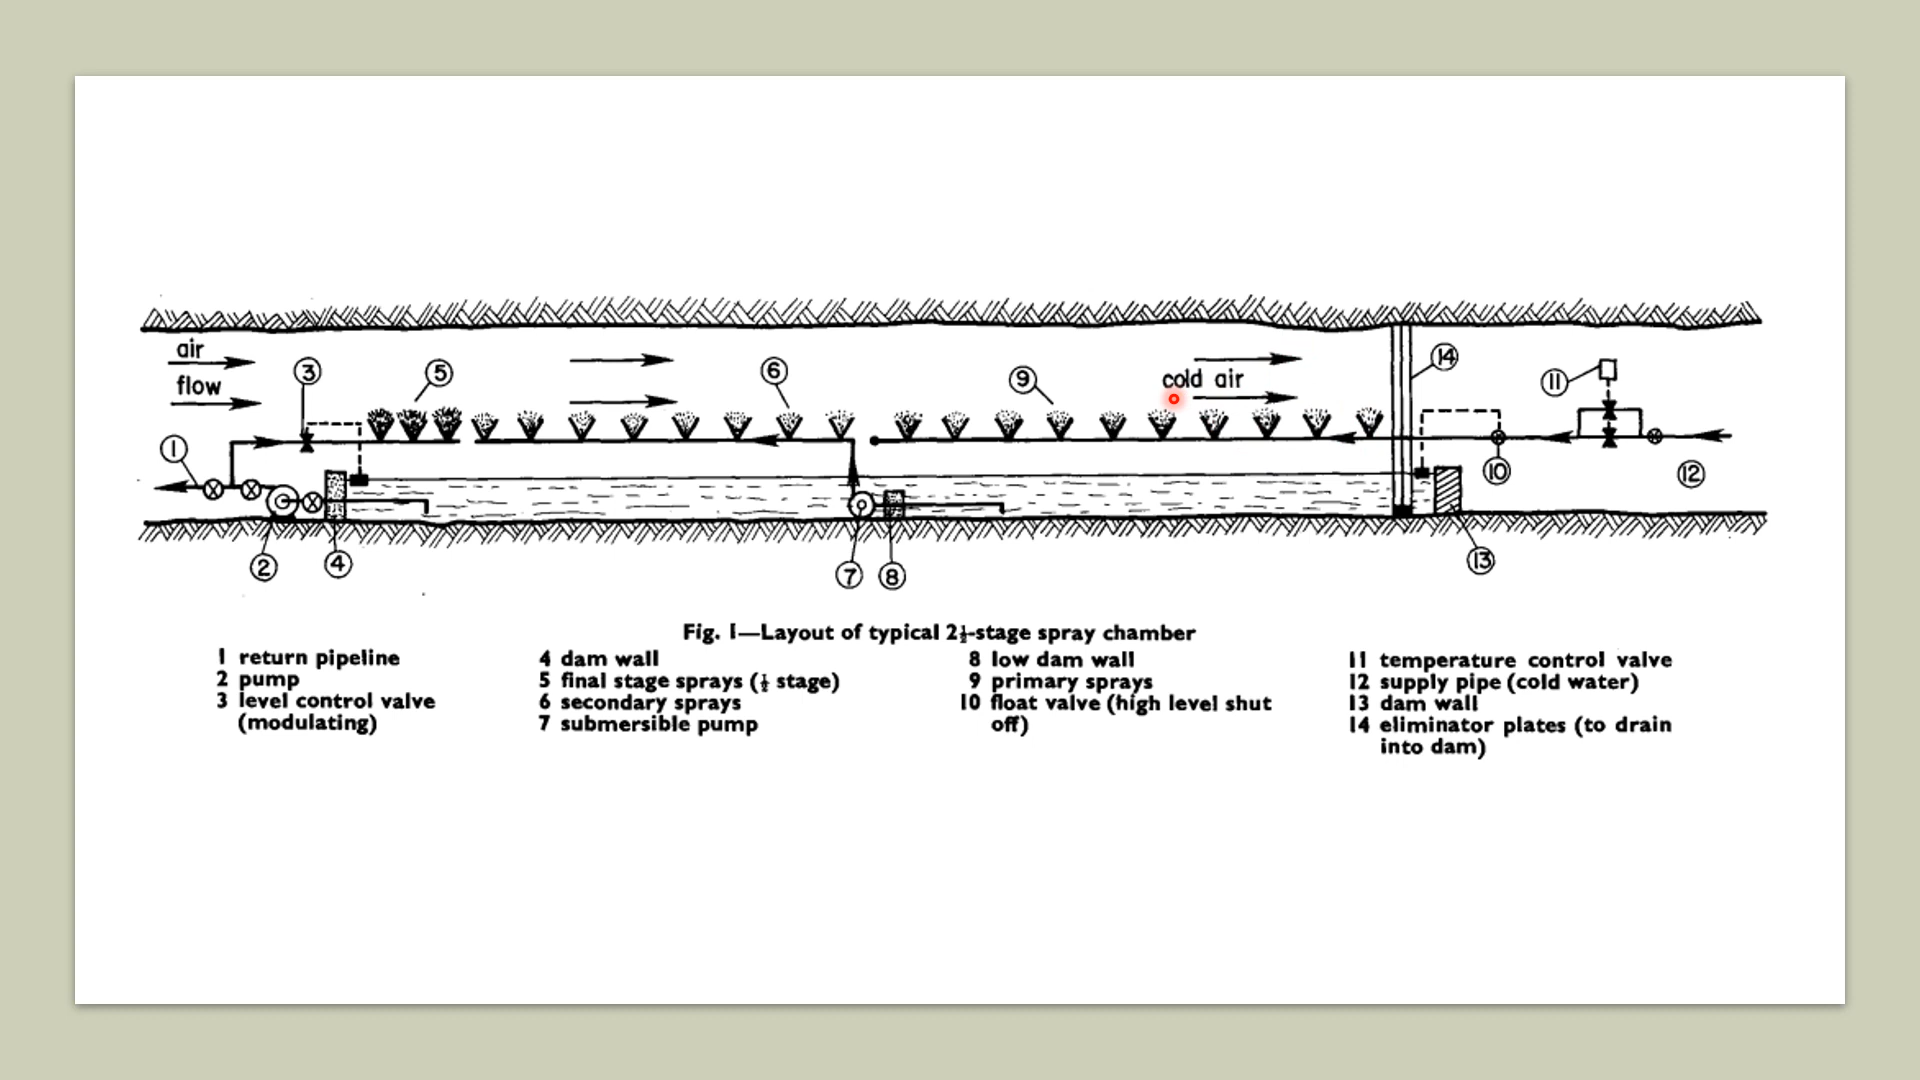 air
flow
cold air
3
5
6
9
14
11
1
10
12
2
4
7
8
13
Fig. 1—Layout of typical 2½-stage spray chamber
1 return pipeline
2 pump
3 level control valve
(modulating)
4 dam wall
5 final stage sprays (½ stage)
6 secondary sprays
7 submersible pump
8 low dam wall
9 primary sprays
10 float valve (high level shut
off)
11 temperature control valve
12 supply pipe (cold water)
13 dam wall
14 eliminator plates (to drain
into dam)